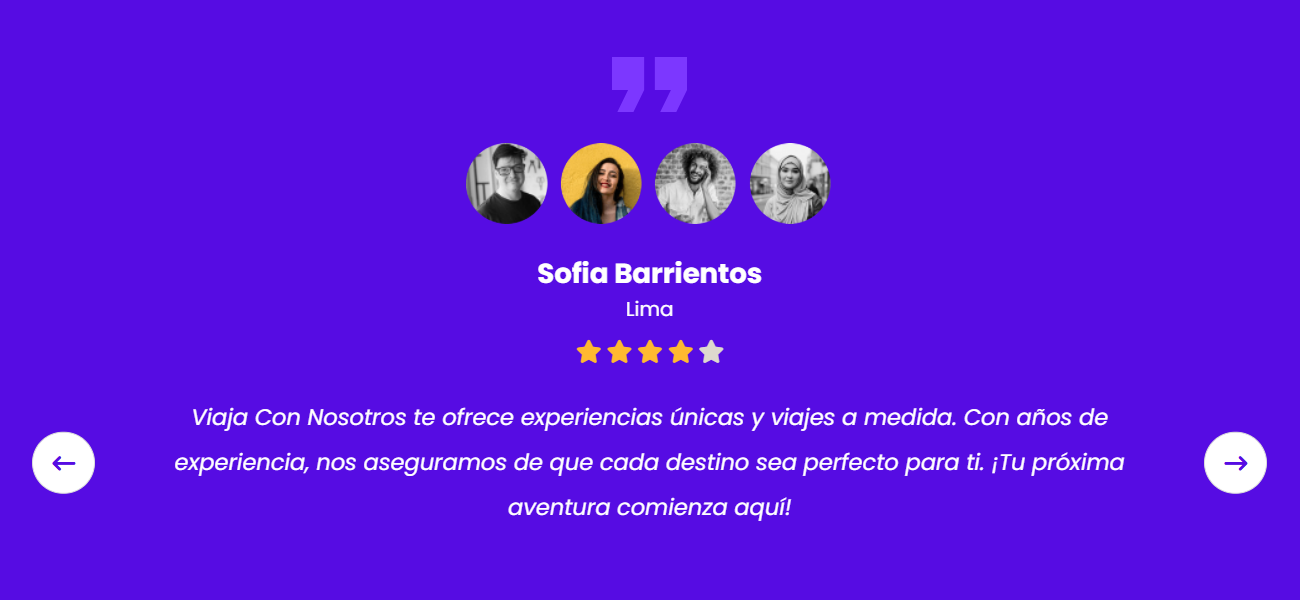 Sofia Barrientos
Lima
Viaja Con Nosotros te ofrece experiencias únicas y viajes a medida. Con años de
experiencia, nos aseguramos de que cada destino sea perfecto para ti. ¡Tu próxima
aventura comienza aquí!